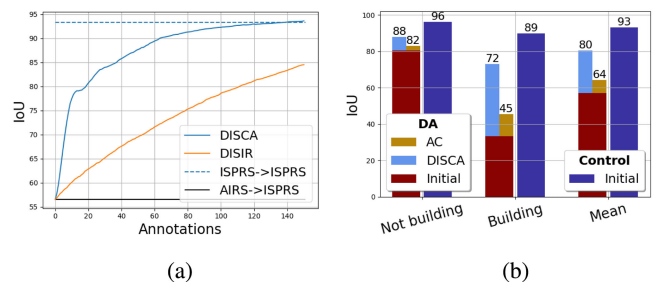 95
90
85
80
75
70
65
60
55
IoU
0 20 40 60 80 100 120 140
Annotations
DISCA
DISIR
ISPRS->ISPRS
AIRS->ISPRS
(a)
100
80
60
40
20
0
IoU
88 82 96
72 45 89
80 64 93
DA
AC
DISCA
Initial
Control
Initial
Not building Building Mean
(b)